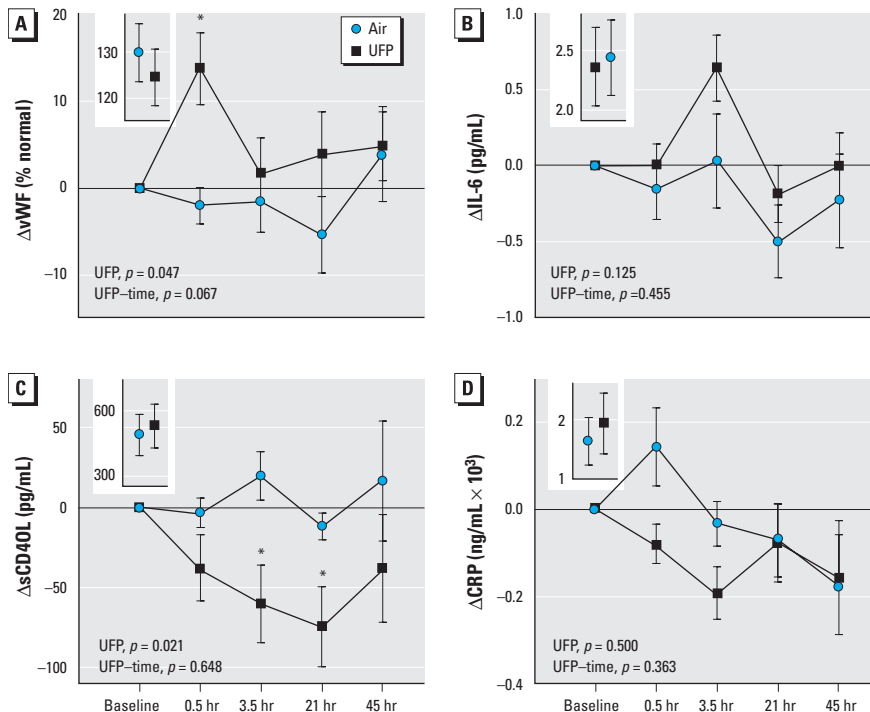 A
20
10
0
−10
ΔvWF (% normal)
130
120
*
Air
UFP
UFP, p = 0.047
UFP–time, p = 0.067
B
1.0
0.5
0.0
−0.5
−1.0
ΔIL-6 (pg/mL)
2.5
2.0
UFP, p = 0.125
UFP–time, p =0.455
C
50
0
−50
−100
ΔsCD40L (pg/mL)
600
300
*
*
UFP, p = 0.021
UFP–time, p = 0.648
Baseline 0.5 hr 3.5 hr 21 hr 45 hr
D
0.2
0.0
−0.2
−0.4
ΔCRP (ng/mL × 10³)
2
1
UFP, p = 0.500
UFP–time, p = 0.363
Baseline 0.5 hr 3.5 hr 21 hr 45 hr